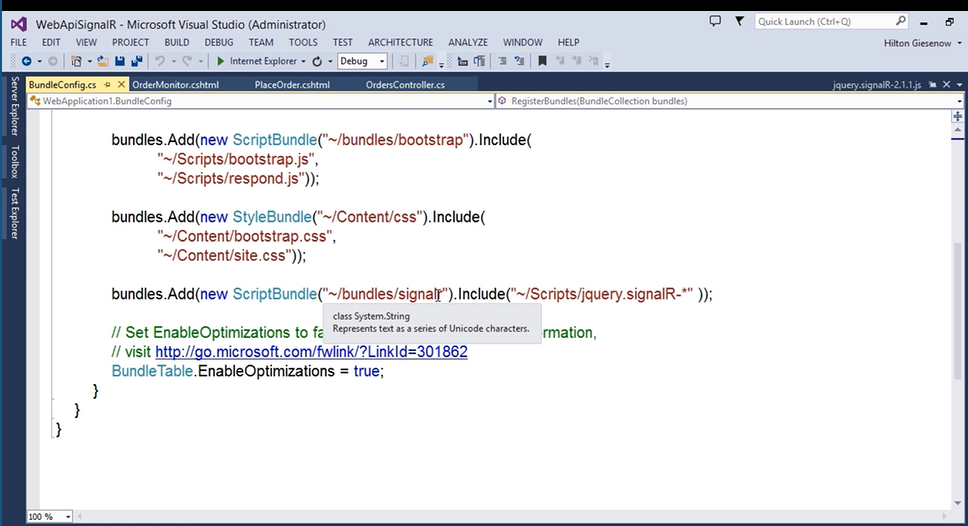 WebApiSignalR - Microsoft Visual Studio (Administrator)
Quick Launch (Ctrl+Q)
FILE EDIT VIEW PROJECT BUILD DEBUG TEAM TOOLS TEST ARCHITECTURE ANALYZE WINDOW HELP
Hilton Giesenow
Internet Explorer Debug
Server Explorer
Toolbox
Test Explorer
BundleConfig.cs OrderMonitor.cshtml PlaceOrder.cshtml OrdersController.cs jquery.signalR-2.1.1.js
WebApplication1.BundleConfig RegisterBundles(BundleCollection bundles)
bundles.Add(new ScriptBundle("~/bundles/bootstrap").Include(
"~/Scripts/bootstrap.js",
"~/Scripts/respond.js"));
bundles.Add(new StyleBundle("~/Content/css").Include(
"~/Content/bootstrap.css",
"~/Content/site.css"));
bundles.Add(new ScriptBundle("~/bundles/signalr").Include("~/Scripts/jquery.signalR-*" ));
class System.String
Represents text as a series of Unicode characters.
// Set EnableOptimizations to fa rmation,
// visit http://go.microsoft.com/fwlink/?LinkId=301862
BundleTable.EnableOptimizations = true;
}
}
}
100 %